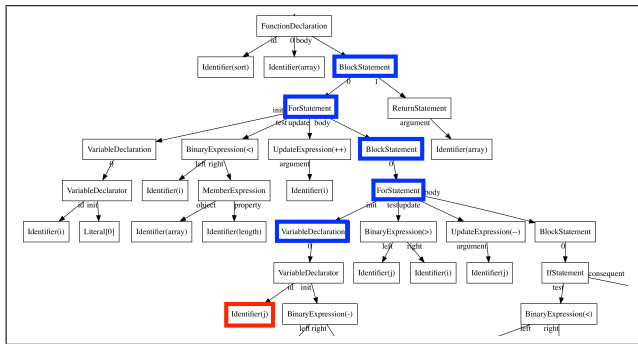 FunctionDeclaration
id 0 body
Identifier(sort) Identifier(array) BlockStatement
0 1
ForStatement ReturnStatement
init test update body argument
VariableDeclaration BinaryExpression(<) UpdateExpression(++) BlockStatement Identifier(array)
0 left right argument 0
VariableDeclarator Identifier(i) MemberExpression Identifier(i) ForStatement
id init object property init test update body
Identifier(i) Literal[0] Identifier(array) Identifier(length) VariableDeclaration BinaryExpression(>) UpdateExpression(--) BlockStatement
0 left right argument 0
VariableDeclarator Identifier(j) Identifier(i) Identifier(j) IfStatement
id init test consequent
Identifier(j) BinaryExpression(-) BinaryExpression(<)
left right left right